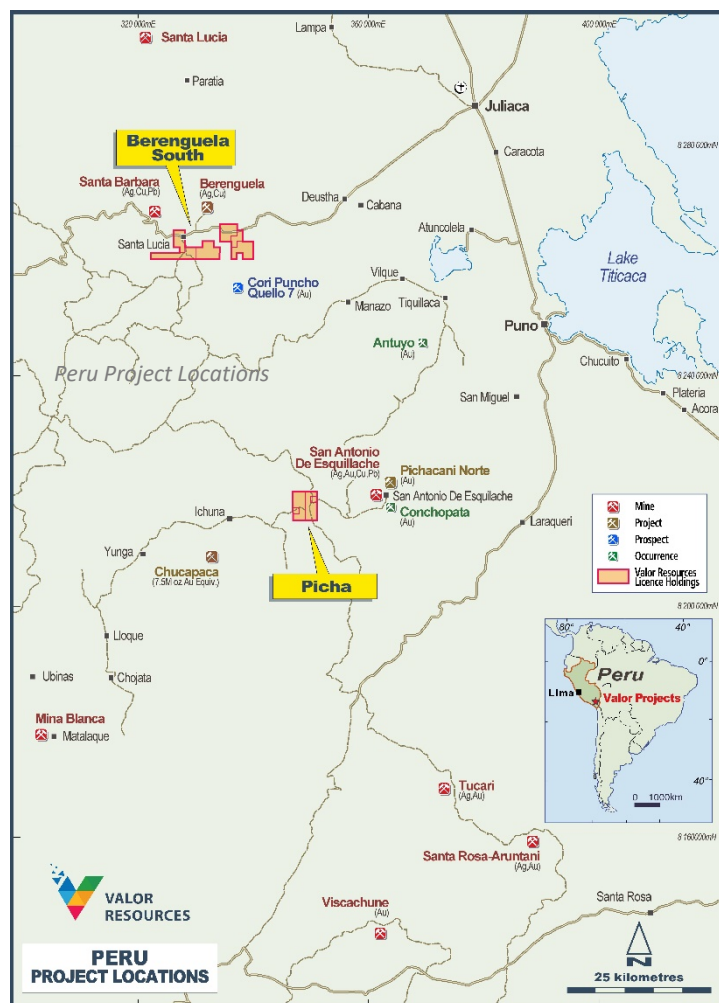 320 000mE
360 000mE
400 000mE
Lampa
Santa Lucia
Paratia
Juliaca
Berenguela
South
Caracota
8 280 000mN
Santa Barbara
(Ag,Cu,Pb)
Berenguela
(Ag,Cu)
Deustha
Cabana
Santa Lucia
Atuncolela
Lake
Titicaca
Cori Puncho
Quello 7 (Au)
Vilque
Manazo
Tiquillaca
Puno
Antuyo
(Au)
Chucuito
Peru Project Locations
8 240 000mN
Plateria
Acora
San Miguel
San Antonio
De Esquillache
(Ag,Au,Cu,Pb)
Pichacani Norte
(Au)
San Antonio De Esquilache
Conchopata
(Au)
Ichuna
Laraqueri
Mine
Project
Prospect
Occurrence
Valor Resources
Licence Holdings
Yunga
Chucapaca
(7.5M oz Au Equiv.)
Picha
8 200 000mN
Lloque
Ubinas
Chojata
80°
40°
0°
Peru
Lima
Valor Projects
40°
0 1000km
Mina Blanca
Matalaque
Tucari
(Ag,Au)
8 160000mN
Santa Rosa-Aruntani
(Ag,Au)
VALOR
RESOURCES
Viscachune
(Au)
Santa Rosa
PERU
PROJECT LOCATIONS
N
25 kilometres